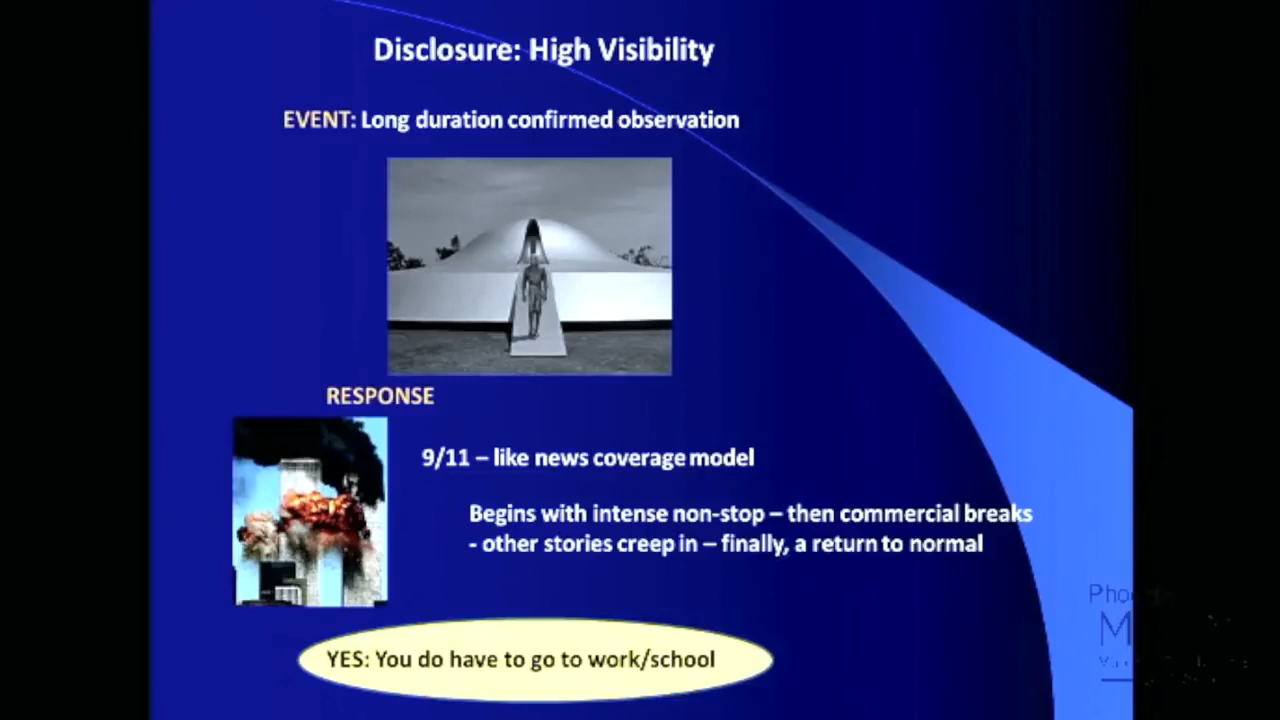 Disclosure: High Visibility
EVENT: Long duration confirmed observation
RESPONSE
9/11 – like news coverage model
Begins with intense non-stop – then commercial breaks
- other stories creep in – finally, a return to normal
YES: You do have to go to work/school